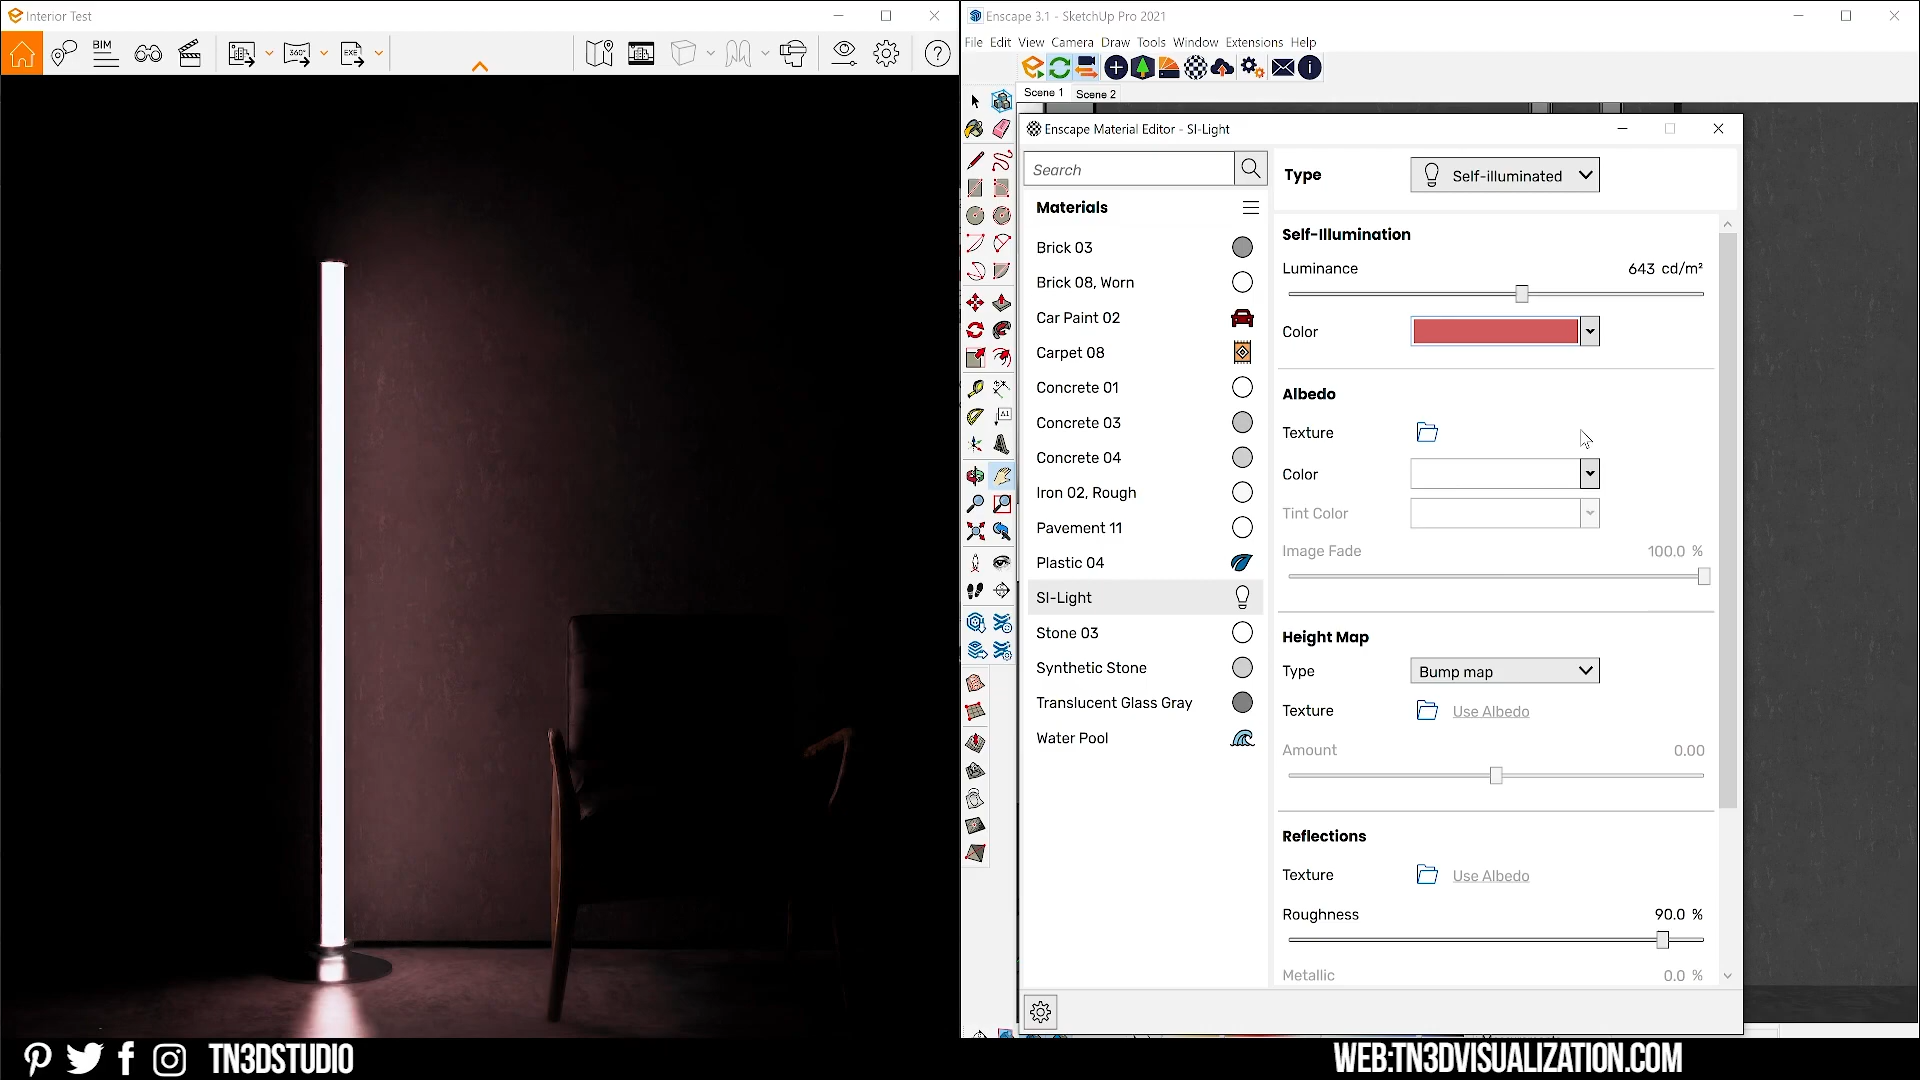 Interior Test
BIM
360°
EXE
Enscape 3.1 - SketchUp Pro 2021
File Edit View Camera Draw Tools Window Extensions Help
Scene 1 Scene 2
A1
Enscape Material Editor - SI-Light
Search
Materials
Brick 03
Brick 08, Worn
Car Paint 02
Carpet 08
Concrete 01
Concrete 03
Concrete 04
Iron 02, Rough
Pavement 11
Plastic 04
SI-Light
Stone 03
Synthetic Stone
Translucent Glass Gray
Water Pool
Type Self-illuminated
Self-Illumination
Luminance 643 cd/m²
Color
Albedo
Texture
Color
Tint Color
Image Fade 100.0 %
Height Map
Type Bump map
Texture Use Albedo
Amount 0.00
Reflections
Texture Use Albedo
Roughness 90.0 %
Metallic 0.0 %
TN3DSTUDIO
WEB:TN3DVISUALIZATION.COM